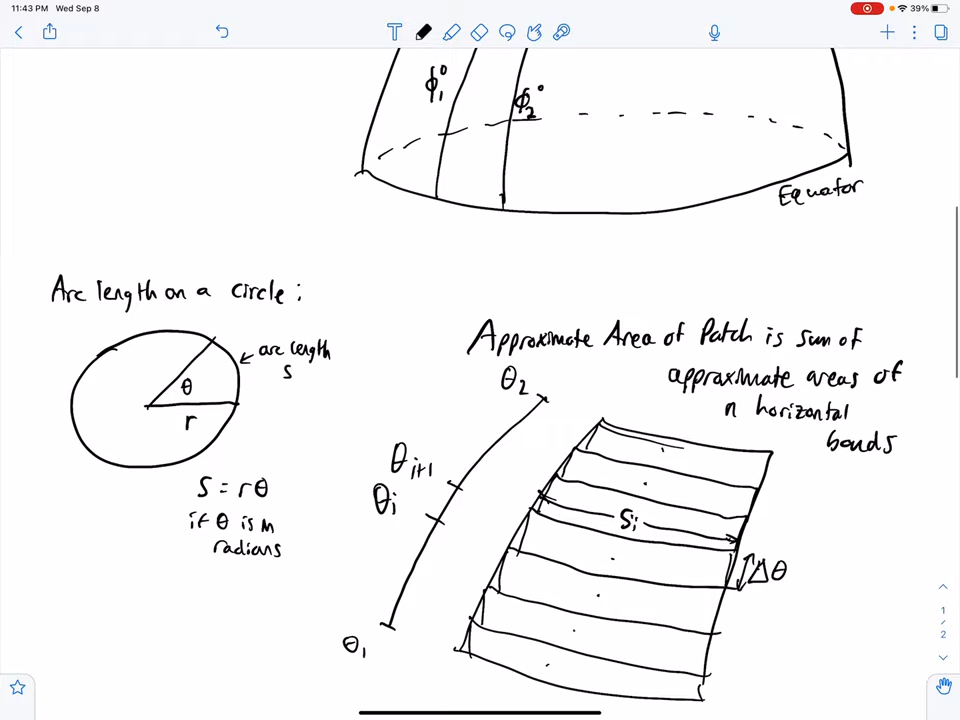 11:43 PM Wed Sep 8
39%
T
ϕ₁°
ϕ₂°
Equator
Arc length on a circle:
arc length
s
θ
r
S = rθ
if θ is in
radians
Approximate Area of Patch is sum of
approximate areas of
n horizontal
bands
θ₂
θᵢ₊₁
θᵢ
Sᵢ
Δθ
θ₁
1
/
2